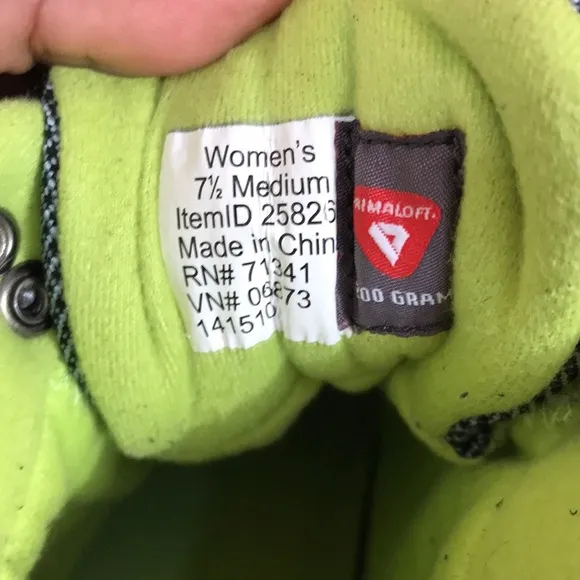 Women's
7½ Medium
ItemID 25826
Made in Chin
RN# 71341
VN# 06873
141510
RIMALOFT
200 GRAM